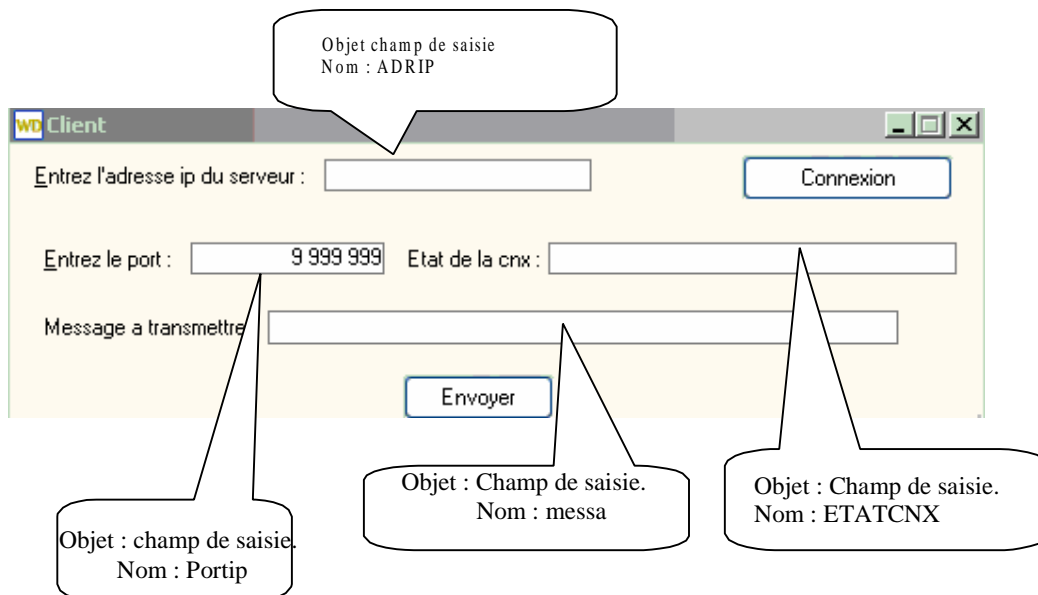 Objet champ de saisie
Nom : ADRIP
WD Client
Entrez l'adresse ip du serveur :
Connexion
Entrez le port : 9 999 999 Etat de la cnx :
Message a transmettre
Envoyer
Objet : champ de saisie.
Nom : Portip
Objet : Champ de saisie.
Nom : messa
Objet : Champ de saisie.
Nom : ETATCNX